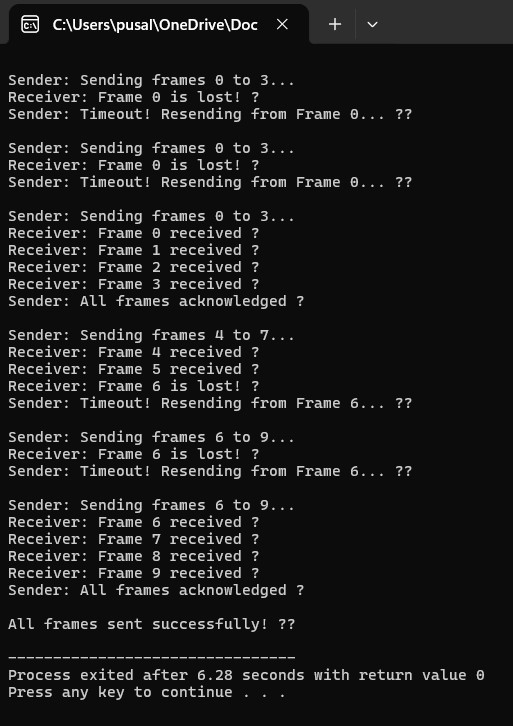 C:\Users\pusal\OneDrive\Doc
Sender: Sending frames 0 to 3...
Receiver: Frame 0 is lost! ?
Sender: Timeout! Resending from Frame 0... ??
Sender: Sending frames 0 to 3...
Receiver: Frame 0 is lost! ?
Sender: Timeout! Resending from Frame 0... ??
Sender: Sending frames 0 to 3...
Receiver: Frame 0 received ?
Receiver: Frame 1 received ?
Receiver: Frame 2 received ?
Receiver: Frame 3 received ?
Sender: All frames acknowledged ?
Sender: Sending frames 4 to 7...
Receiver: Frame 4 received ?
Receiver: Frame 5 received ?
Receiver: Frame 6 is lost! ?
Sender: Timeout! Resending from Frame 6... ??
Sender: Sending frames 6 to 9...
Receiver: Frame 6 is lost! ?
Sender: Timeout! Resending from Frame 6... ??
Sender: Sending frames 6 to 9...
Receiver: Frame 6 received ?
Receiver: Frame 7 received ?
Receiver: Frame 8 received ?
Receiver: Frame 9 received ?
Sender: All frames acknowledged ?
All frames sent successfully! ??
--------------------------------
Process exited after 6.28 seconds with return value 0
Press any key to continue . . .